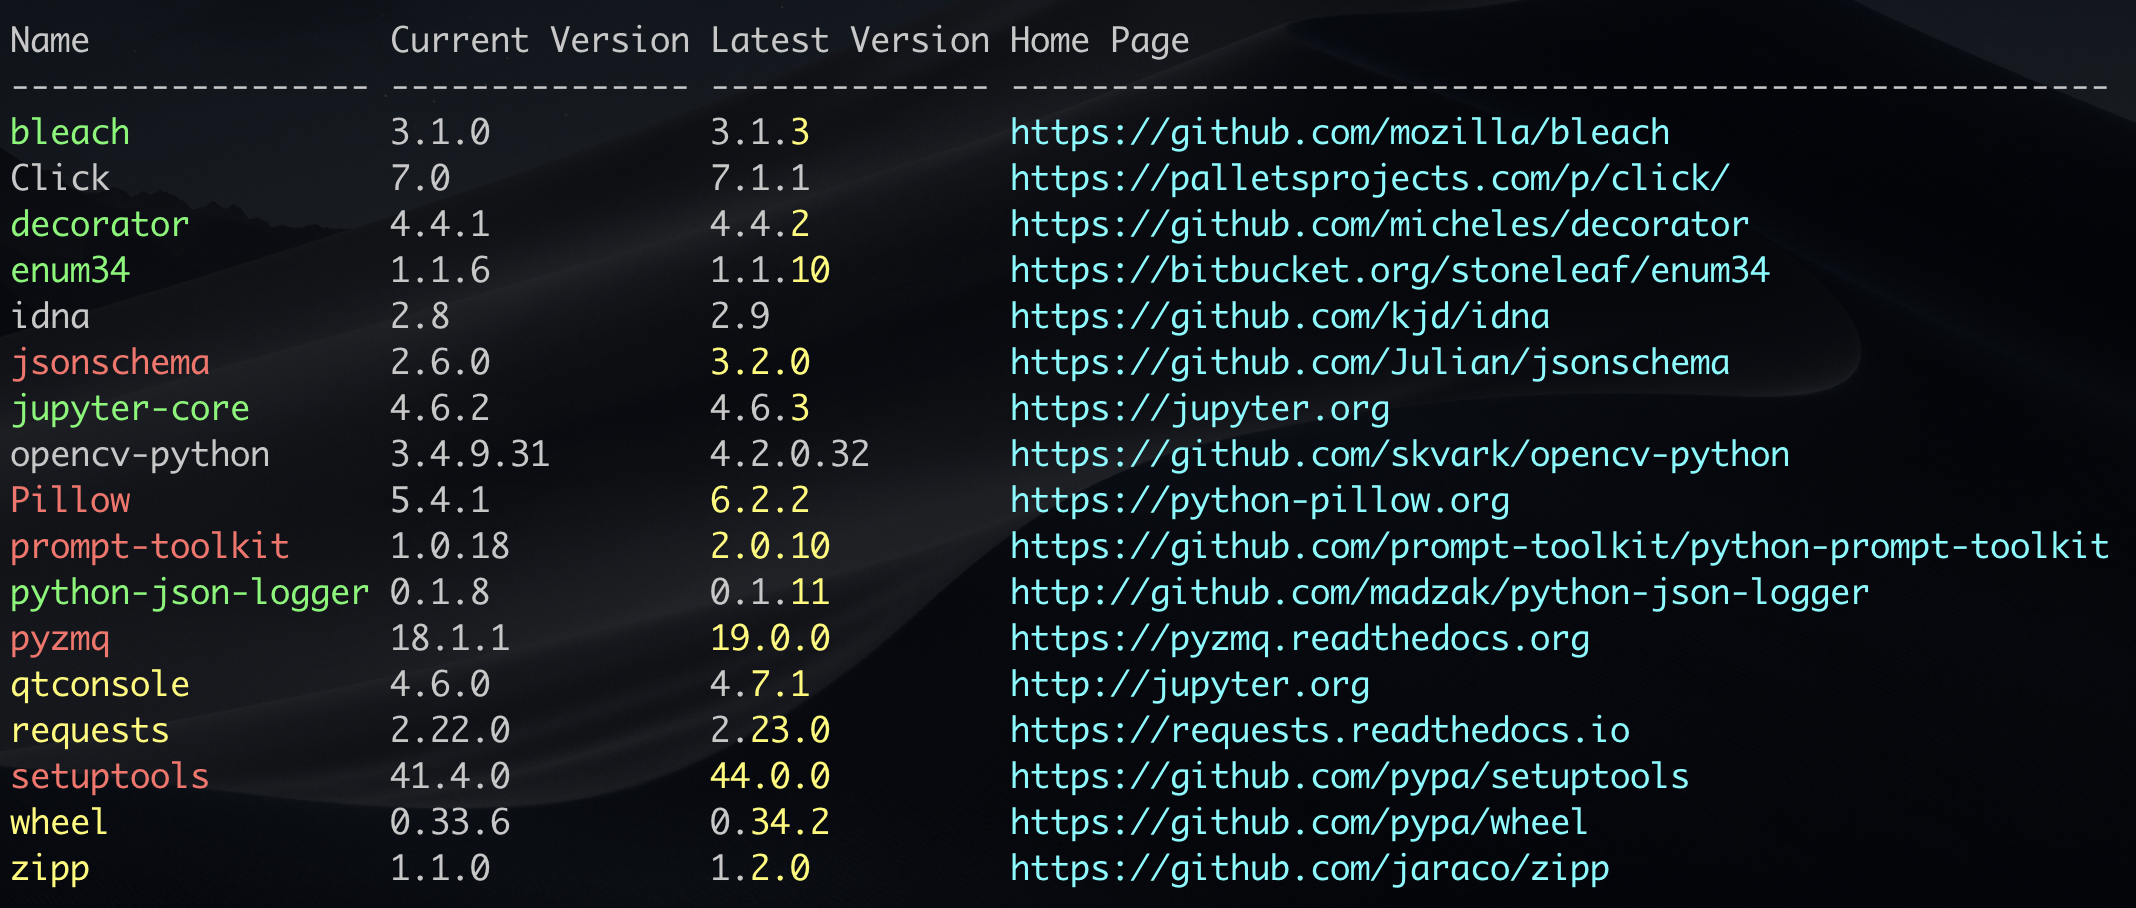 Name Current Version Latest Version Home Page
------------------ --------------- -------------- -------------------------------------------------------
bleach 3.1.0 3.1.3 https://github.com/mozilla/bleach
Click 7.0 7.1.1 https://palletsprojects.com/p/click/
decorator 4.4.1 4.4.2 https://github.com/micheles/decorator
enum34 1.1.6 1.1.10 https://bitbucket.org/stoneleaf/enum34
idna 2.8 2.9 https://github.com/kjd/idna
jsonschema 2.6.0 3.2.0 https://github.com/Julian/jsonschema
jupyter-core 4.6.2 4.6.3 https://jupyter.org
opencv-python 3.4.9.31 4.2.0.32 https://github.com/skvark/opencv-python
Pillow 5.4.1 6.2.2 https://python-pillow.org
prompt-toolkit 1.0.18 2.0.10 https://github.com/prompt-toolkit/python-prompt-toolkit
python-json-logger 0.1.8 0.1.11 http://github.com/madzak/python-json-logger
pyzmq 18.1.1 19.0.0 https://pyzmq.readthedocs.org
qtconsole 4.6.0 4.7.1 http://jupyter.org
requests 2.22.0 2.23.0 https://requests.readthedocs.io
setuptools 41.4.0 44.0.0 https://github.com/pypa/setuptools
wheel 0.33.6 0.34.2 https://github.com/pypa/wheel
zipp 1.1.0 1.2.0 https://github.com/jaraco/zipp